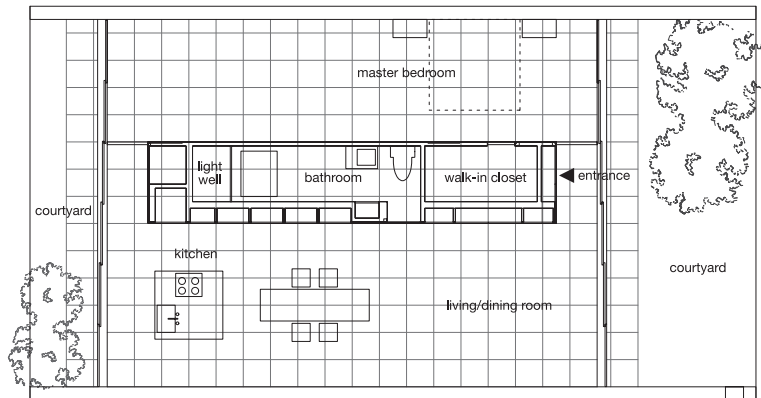 master bedroom
light
well
bathroom
walk-in closet
entrance
courtyard
kitchen
courtyard
living/dining room